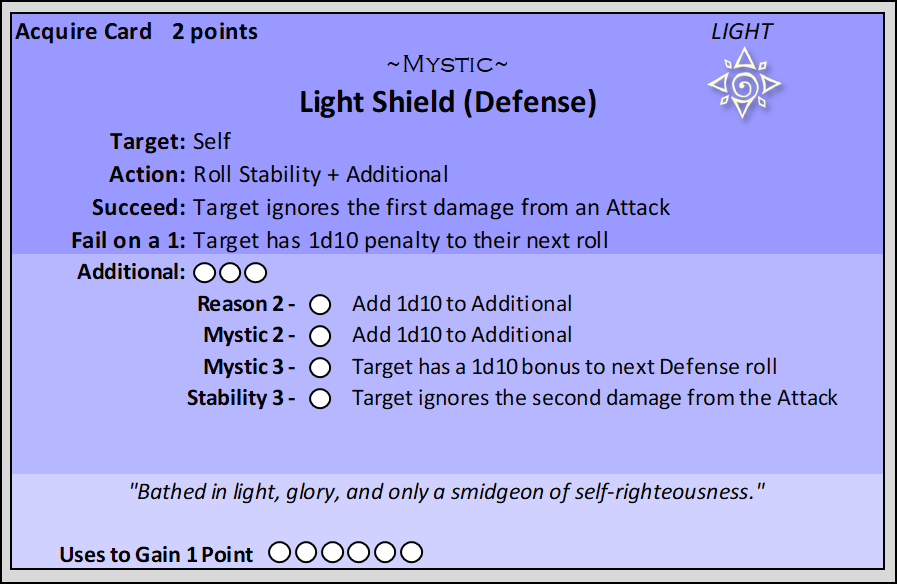 Acquire Card 2 points LIGHT
~Mystic~
Light Shield (Defense)
Target: Self
Action: Roll Stability + Additional
Succeed: Target ignores the first damage from an Attack
Fail on a 1: Target has 1d10 penalty to their next roll
Additional:
Reason 2 - Add 1d10 to Additional
Mystic 2 - Add 1d10 to Additional
Mystic 3 - Target has a 1d10 bonus to next Defense roll
Stability 3 - Target ignores the second damage from the Attack
"Bathed in light, glory, and only a smidgeon of self-righteousness."
Uses to Gain 1 Point